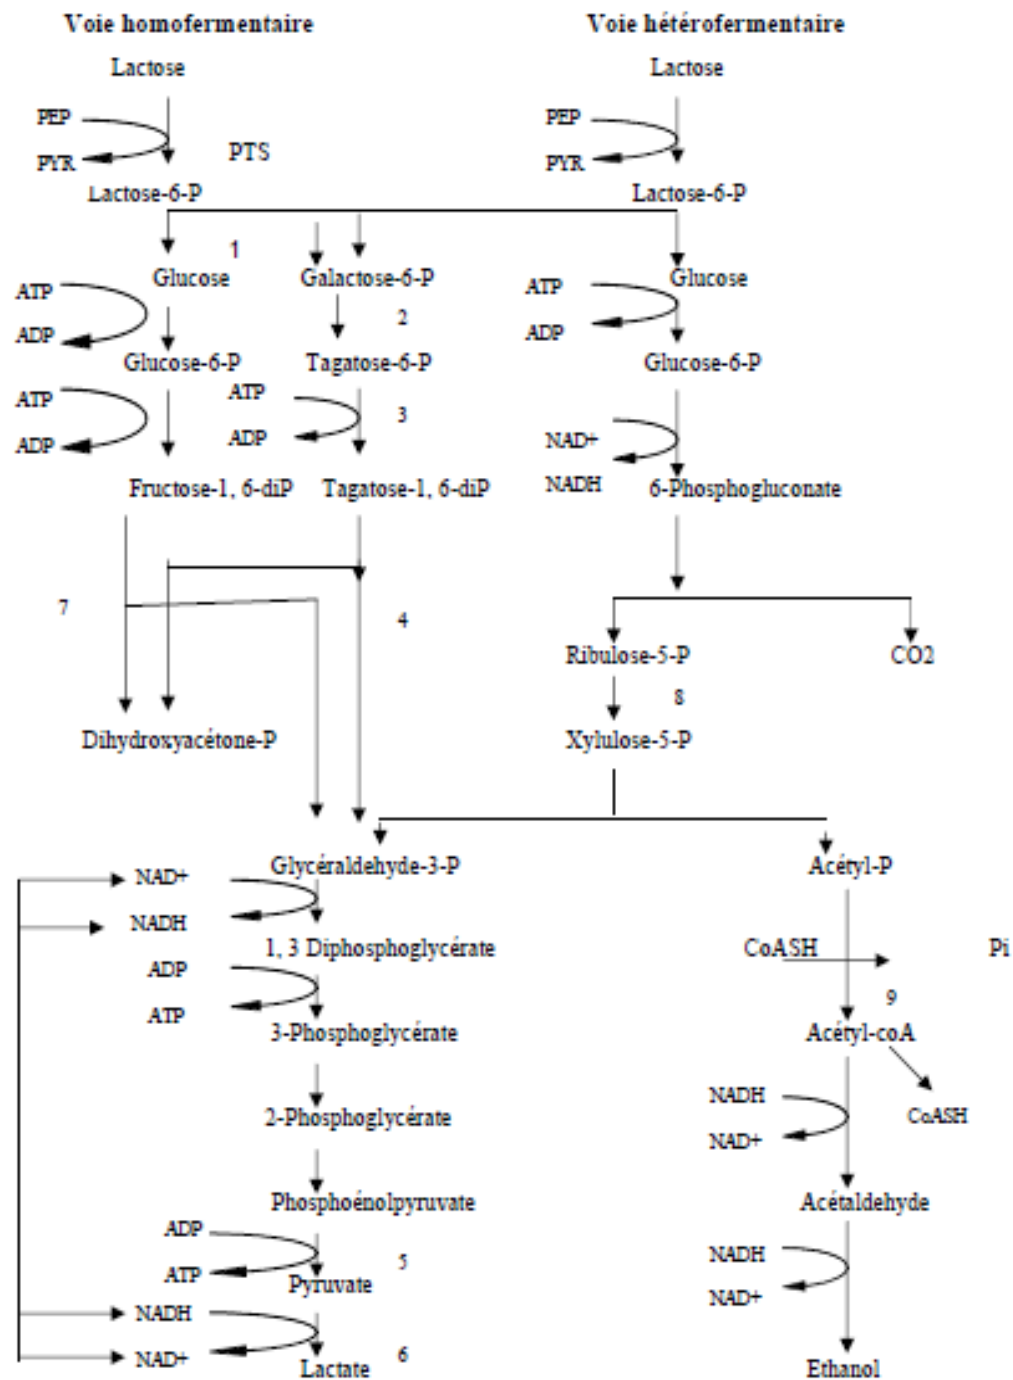 Voie homofermentaire Voie hétérofermentaire
Lactose Lactose
PEP PEP
PTS
PYR PYR
Lactose-6-P Lactose-6-P
1
Glucose Galactose-6-P Glucose
ATP ATP
2
ADP ADP
Glucose-6-P Tagatose-6-P Glucose-6-P
ATP ATP
3
ADP ADP NAD+
Fructose-1, 6-diP Tagatose-1, 6-diP NADH 6-Phosphogluconate
7 4
Ribulose-5-P CO2
8
Dihydroxyacétone-P Xylulose-5-P
Glycéraldehyde-3-P Acétyl-P
NAD+
NADH
1, 3 Diphosphoglycérate CoASH Pi
ADP
9
ATP
3-Phosphoglycérate Acétyl-coA
NADH
2-Phosphoglycérate CoASH
NAD+
Phosphoénolpyruvate Acétaldehyde
ADP
NADH
5
ATP
Pyruvate
NAD+
NADH
6
NAD+
Lactate Ethanol